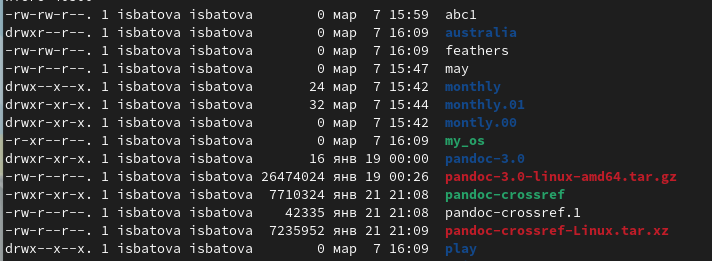 -rw-rw-r--. 1 isbatova isbatova        0 мар  7 15:59  abc1
drwxr--r--. 1 isbatova isbatova        0 мар  7 16:09  australia
-rw-rw-r--. 1 isbatova isbatova        0 мар  7 16:09  feathers
-rw-r--r--. 1 isbatova isbatova        0 мар  7 15:47  may
drwx--x--x. 1 isbatova isbatova       24 мар  7 15:42  monthly
drwxr-xr-x. 1 isbatova isbatova       32 мар  7 15:44  monthly.01
drwxr-xr-x. 1 isbatova isbatova        0 мар  7 15:42  montly.00
-r-xr--r--. 1 isbatova isbatova        0 мар  7 16:09  my_os
drwxr-xr-x. 1 isbatova isbatova       16 янв 19 00:00  pandoc-3.0
-rw-r--r--. 1 isbatova isbatova 26474024 янв 19 00:26  pandoc-3.0-linux-amd64.tar.gz
-rwxr-xr-x. 1 isbatova isbatova  7710324 янв 21 21:08  pandoc-crossref
-rw-r--r--. 1 isbatova isbatova    42335 янв 21 21:08  pandoc-crossref.1
-rw-r--r--. 1 isbatova isbatova  7235952 янв 21 21:09  pandoc-crossref-Linux.tar.xz
drwx--x--x. 1 isbatova isbatova        0 мар  7 16:09  play